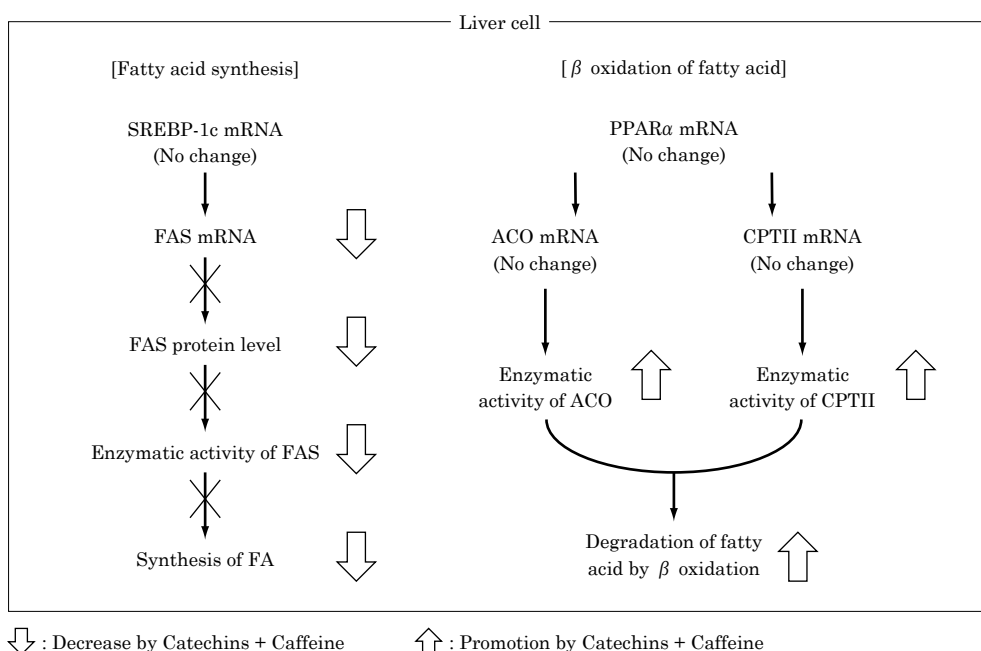 Liver cell
[Fatty acid synthesis]
SREBP-1c mRNA
(No change)
FAS mRNA
FAS protein level
Enzymatic activity of FAS
Synthesis of FA
[β oxidation of fatty acid]
PPARα mRNA
(No change)
ACO mRNA
(No change)
CPTII mRNA
(No change)
Enzymatic
activity of ACO
Enzymatic
activity of CPTII
Degradation of fatty
acid by β oxidation
: Decrease by Catechins + Caffeine
: Promotion by Catechins + Caffeine